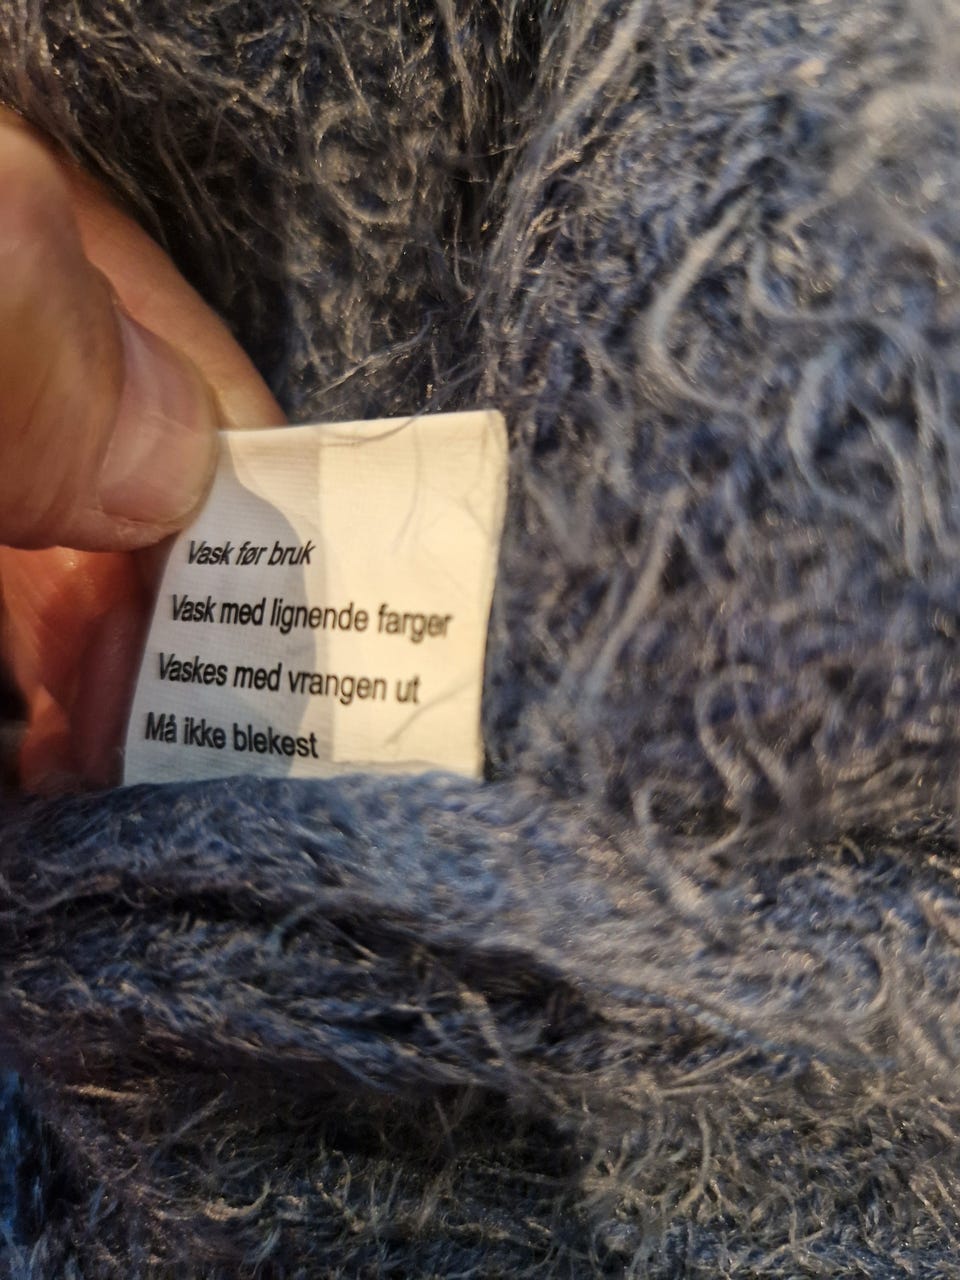 Vask før bruk
Vask med lignende farger
Vaskes med vrangen ut
Må ikke blekest